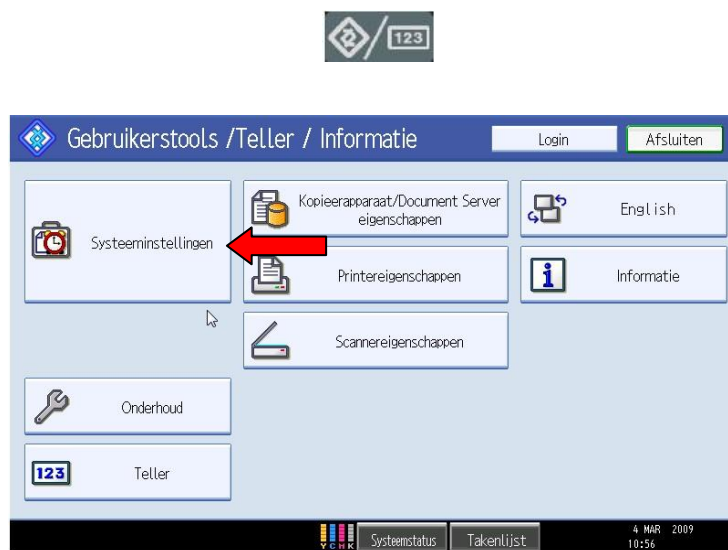 123
Gebruikerstools /Teller / Informatie
Login
Afsluiten
Systeeminstellingen
Kopieerapparaat/Document Server
eigenschappen
English
Printereigenschappen
Informatie
Scannereigenschappen
Onderhoud
123
Teller
Y C M K
Systeemstatus
Takenlijst
4 MAR 2009
10:56